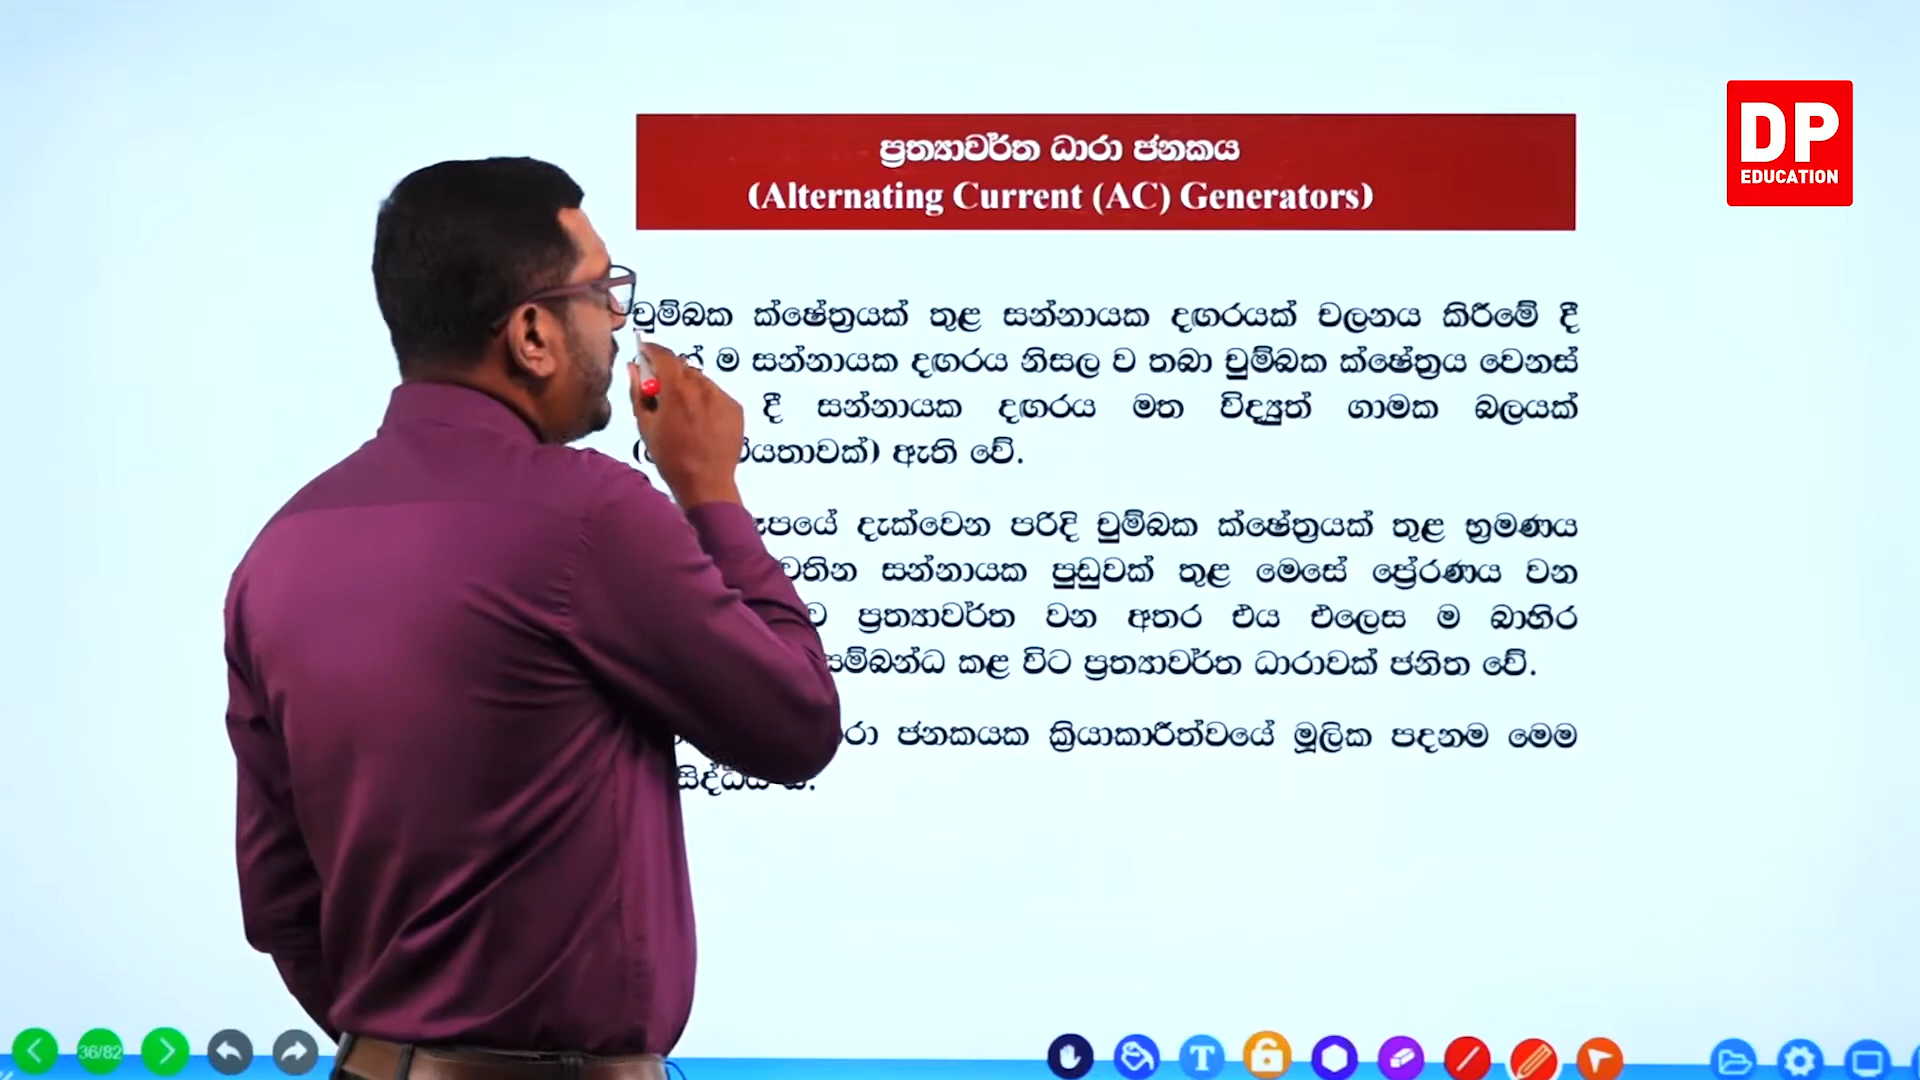 ප්‍රත්‍යාවර්ත ධාරා ජනකය
(Alternating Current (AC) Generators)
DP
EDUCATION
චුම්බක ක්ෂේත්‍රයක් තුළ සන්නායක දඟරයක් චලනය කිරීමේ දී
ම සන්නායක දඟරය නිසල ව තබා චුම්බක ක්ෂේත්‍රය වෙනස්
දී සන්නායක දඟරය මත විද්‍යුත් ගාමක බලයක්
ඇති වේ.
දැක්වෙන පරිදි චුම්බක ක්ෂේත්‍රයක් තුළ භ්‍රමණය
සන්නායක පුඩුවක් තුළ මෙසේ ප්‍රේරණය වන
ප්‍රත්‍යාවර්ත වන අතර එය එලෙස ම බාහිර
සම්බන්ධ කළ විට ප්‍රත්‍යාවර්ත ධාරාවක් ජනිත වේ.
ජනකයක ක්‍රියාකාරීත්වයේ මූලික පදනම මෙම
36/82